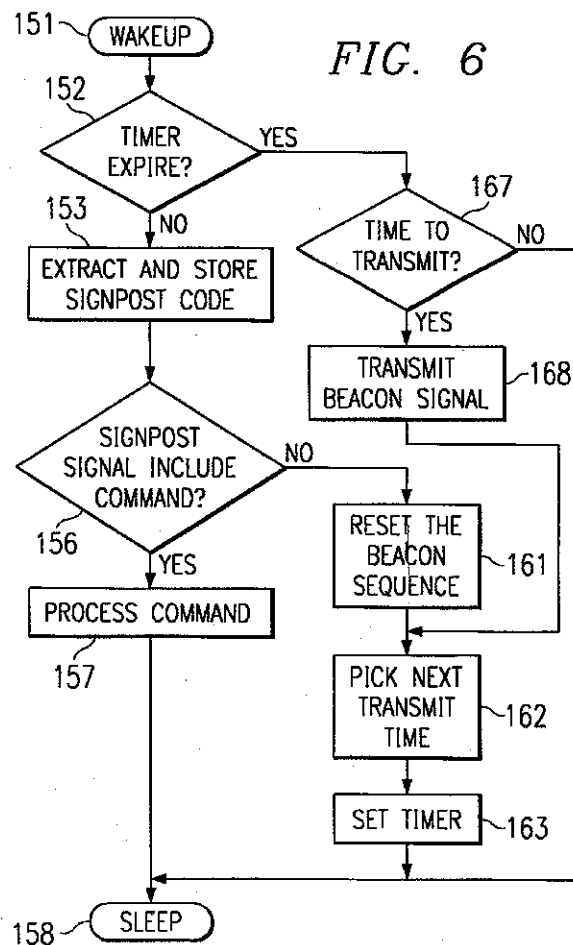 FIG. 6
151
WAKEUP
152
TIMER
EXPIRE?
YES
NO
153
EXTRACT AND STORE
SIGNPOST CODE
167
TIME TO
TRANSMIT?
NO
YES
TRANSMIT
BEACON SIGNAL
168
SIGNPOST
SIGNAL INCLUDE
COMMAND?
NO
156
YES
RESET THE
BEACON
SEQUENCE
161
PROCESS COMMAND
157
PICK NEXT
TRANSMIT
TIME
162
SET TIMER
163
158
SLEEP